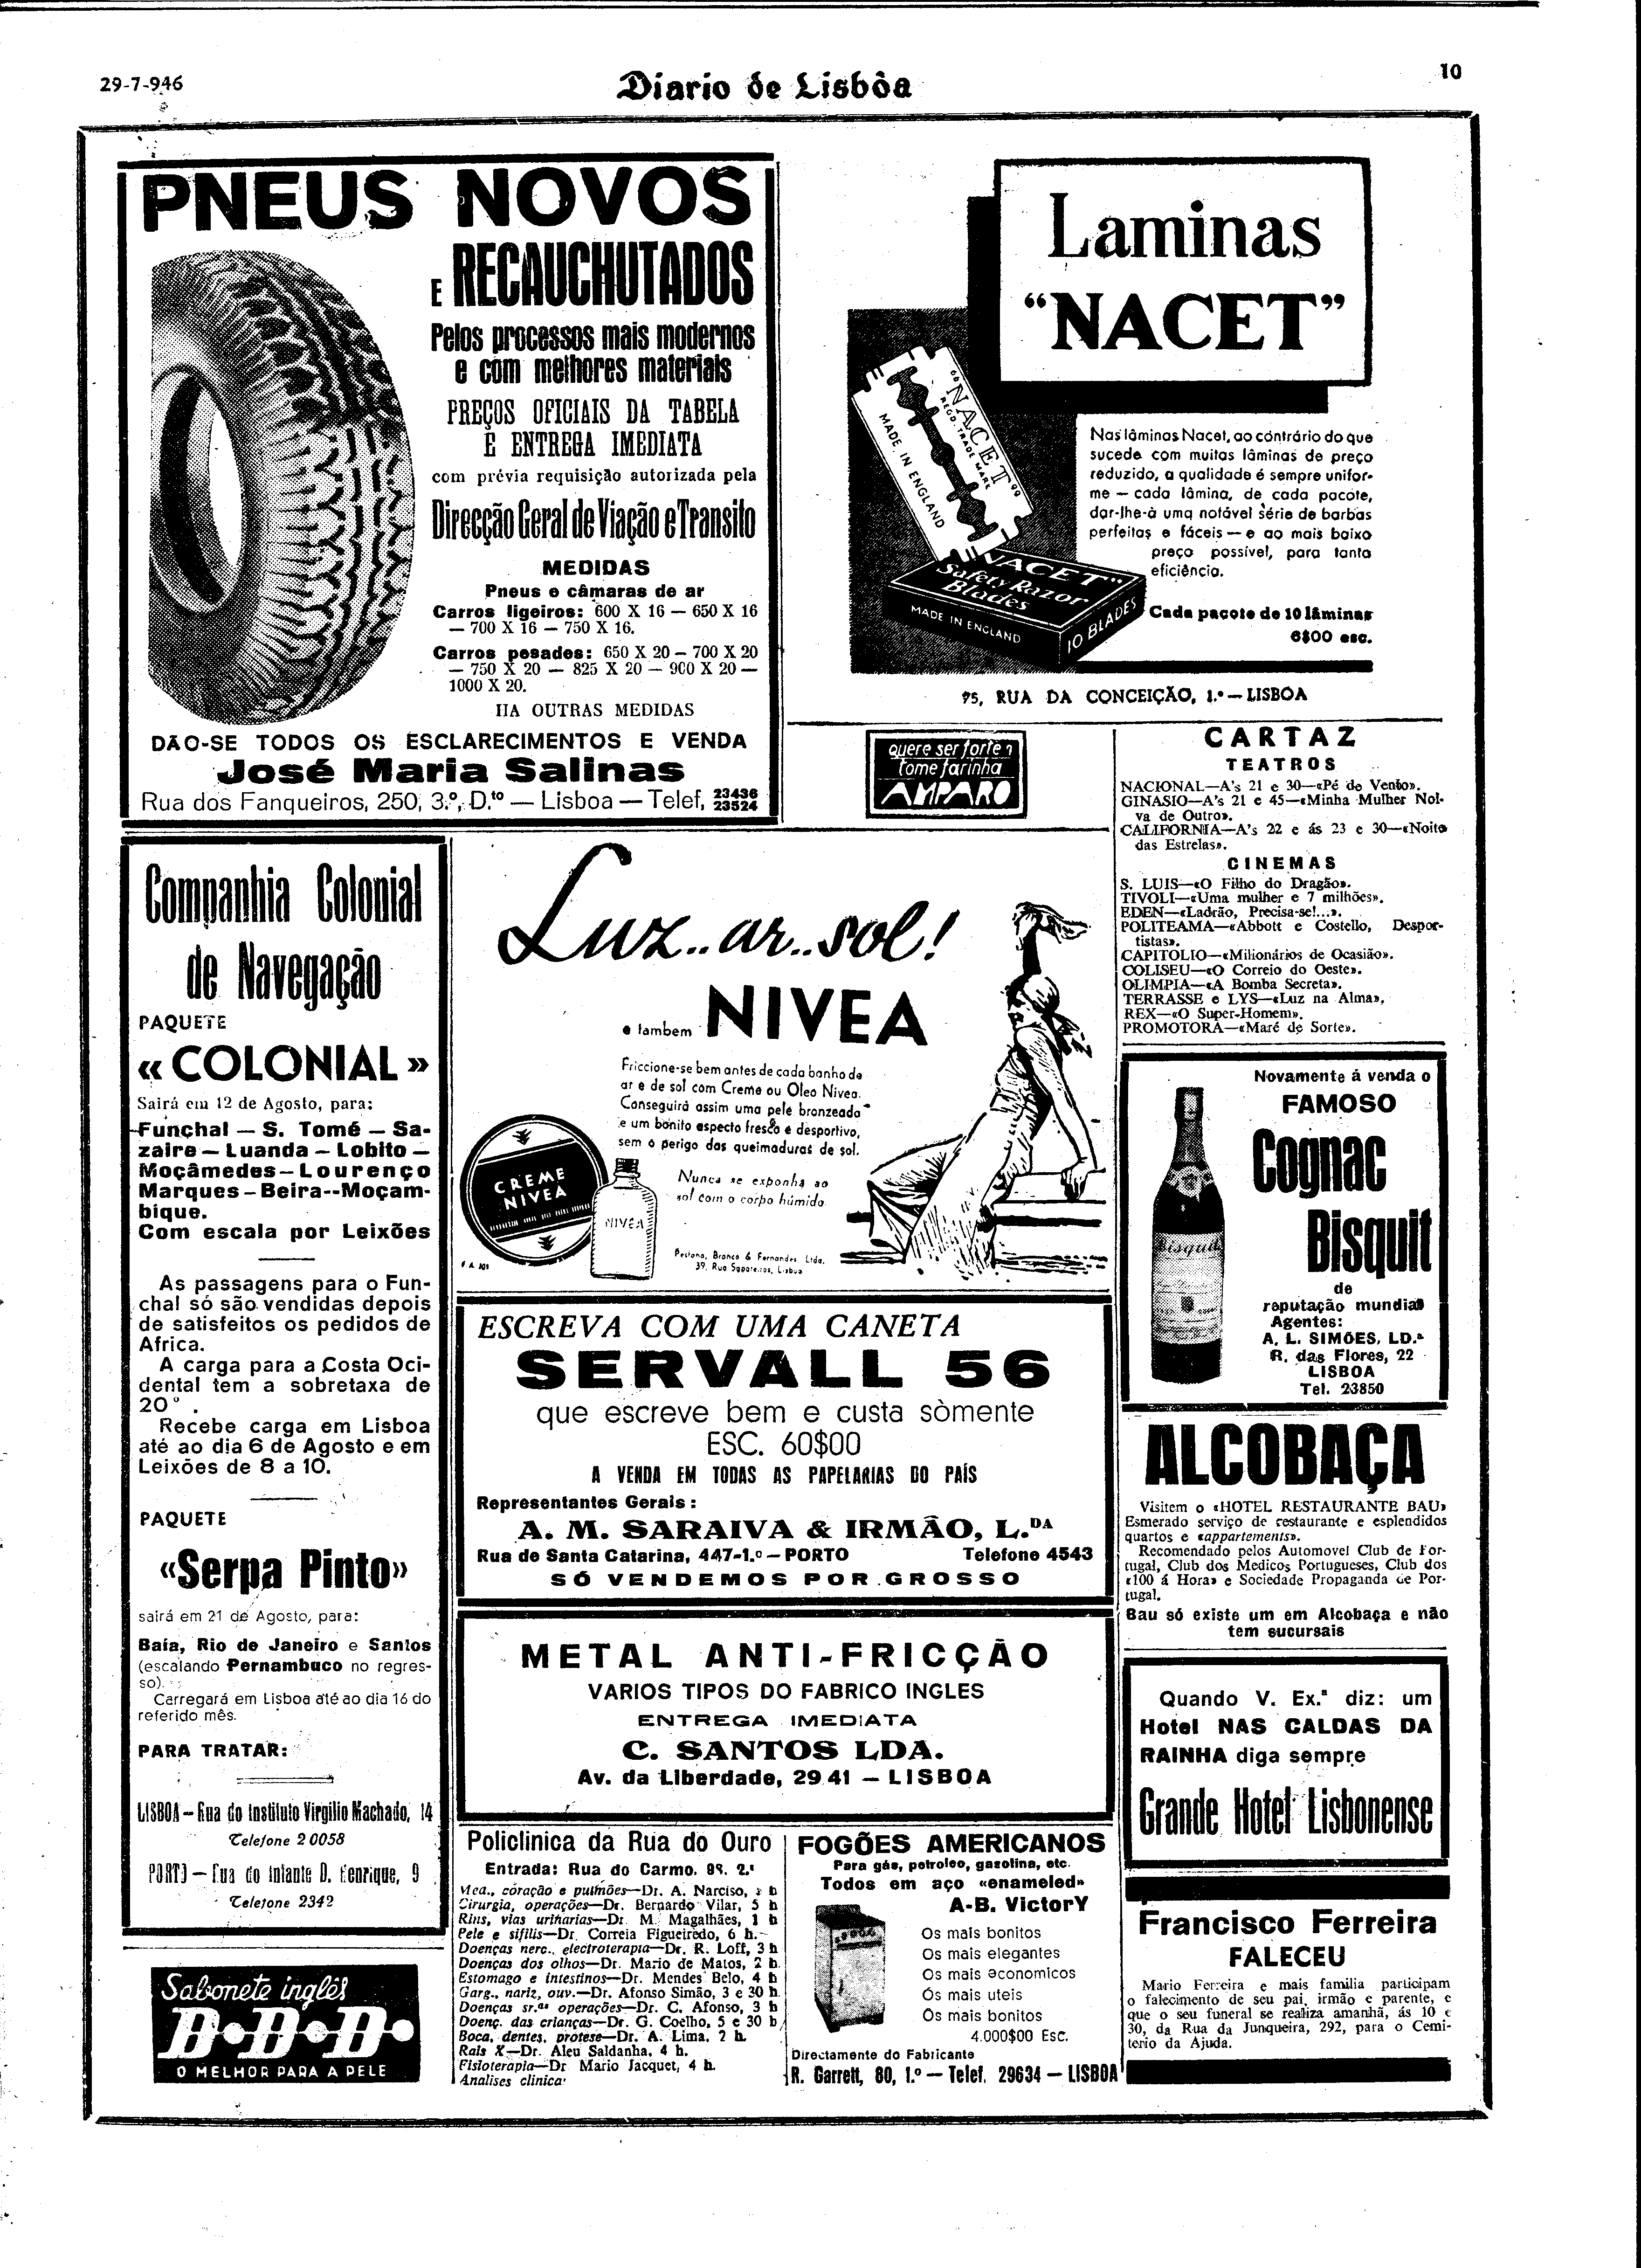 29-7-946
Diario de Lisbôa
10
PNEUS NOVOS
E RECAUCHUTADOS
Pelos processos mais modernos
e com melhores materiais
PREÇOS OFICIAIS DA TABELA
E ENTREGA IMEDIATA
com prévia requisição autorizada pela
Direcção Geral de Viação e Transito
MEDIDAS
Pneus e câmaras de ar
Carros ligeiros: 600 X 16 — 650 X 16
— 700 X 16 — 750 X 16.
Carros pesados: 650 X 20 — 700 X 20
— 750 X 20 — 825 X 20 — 900 X 20 —
1000 X 20.
HA OUTRAS MEDIDAS
DÃO-SE TODOS OS ESCLARECIMENTOS E VENDA
José Maria Salinas
Rua dos Fanqueiros, 250, 3.º, D.to — Lisboa — Telef, 23436
23524
Laminas
"NACET"
"NACET"
REGD. TRADE MARK
MADE IN ENGLAND
NACET"
Safety Razor
Blades
MADE IN ENGLAND
10 BLADES
Nas lâminas Nacet, ao contrário do que
sucede com muitas lâminas de preço
reduzido, a qualidade é sempre unifor-
me — cada lâmina, de cada pacote,
dar-lhe-à uma notável série de barbas
perfeitas e fáceis — e ao mais baixo
preço possível, para tanta
eficiência.
Cada pacote de 10 lâminas
6$00 esc.
95, RUA DA CONCEIÇÃO, 1.º — LISBOA
quere ser forte?
tome farinha
AMPARO
CARTAZ
TEATROS
NACIONAL—A's 21 e 30—«Pé do Vento».
GINASIO—A's 21 e 45—«Minha Mulher Noi-
va de Outro».
CALIFORNIA—A's 22 e ás 23 e 30—«Noite
das Estrelas».
CINEMAS
S. LUIS—«O Filho do Dragão».
TIVOLI—«Uma mulher e 7 milhões».
EDEN—«Ladrão, Precisa-se!...».
POLITEAMA—«Abbott e Costello, Despor-
tistas».
CAPITOLIO—«Milionários de Ocasião».
COLISEU—«O Correio do Oeste».
OLIMPIA—«A Bomba Secreta».
TERRASSE e LYS—«Luz na Alma».
REX—«O Super-Homem».
PROMOTORA—«Maré de Sorte».
Companhia Colonial
de Navegação
PAQUETE
«COLONIAL»
Sairá em 12 de Agosto, para:
Funchal — S. Tomé — Sa-
zaire — Luanda — Lobito —
Moçâmedes — Lourenço
Marques — Beira--Moçam-
bique.
Com escala por Leixões
As passagens para o Fun-
chal só são vendidas depois
de satisfeitos os pedidos de
Africa.
A carga para a Costa Oci-
dental tem a sobretaxa de
20° .
Recebe carga em Lisboa
até ao dia 6 de Agosto e em
Leixões de 8 a 10.
PAQUETE
«Serpa Pinto»
sairá em 21 de Agosto, para:
Baía, Rio de Janeiro e Santos
(escalando Pernambuco no regres-
so).
Carregará em Lisboa até ao dia 16 do
referido mês.
PARA TRATAR:
LISBOA — Rua do Instituto Virgilio Machado, 14
Telefone 2 0058
PORTO — Rua do Infante D. Henrique, 9
Telefone 2342
Sabonete inglês
B•D•D•
O MELHOR PARA A PELE
Luz..ar..sol!
e tambem NIVEA
Friccione-se bem antes de cada banho de
ar e de sol com Creme ou Oleo Nivea.
Conseguirá assim uma pele bronzeada
e um bonito aspecto fresco e desportivo,
sem o perigo das queimaduras de sol.
Nunca se exponha ao
sol com o corpo húmido
CREME
NIVEA
NIVEA
Pestana, Branco & Fernandes, Ltda.
39, Rua Sapateiros, Lisboa
ESCREVA COM UMA CANETA
SERVALL 56
que escreve bem e custa sòmente
ESC. 60$00
A VENDA EM TODAS AS PAPELARIAS DO PAÍS
Representantes Gerais:
A. M. SARAIVA & IRMÃO, L.DA
Rua de Santa Catarina, 447-1.º — PORTO Telefone 4543
SÓ VENDEMOS POR GROSSO
METAL ANTI-FRICÇÃO
VARIOS TIPOS DO FABRICO INGLES
ENTREGA IMEDIATA
C. SANTOS LDA.
Av. da Liberdade, 29 41 — LISBOA
Policlinica da Rua do Ouro
Entrada: Rua do Carmo, 98, 2.º
Med., coração e pulmões—Dr. A. Narciso, h
Cirurgia, operações—Dr. Bernardo Vilar, 5 h
Rins, vias urinarias—Dr. M. Magalhães, 1 h
Pele e sifilis—Dr. Correia Figueiredo, 6 h.
Doenças nerc., electroterapia—Dr. R. Loff, 3 h
Doenças dos olhos—Dr. Mario de Matos, 2 h.
Estomago e intestinos—Dr. Mendes Belo, 4 h
Garg., nariz, ouv.—Dr. Afonso Simão, 3 e 30 h.
Doenças sr.as operações—Dr. C. Afonso, 3 h
Doenç. das crianças—Dr. G. Coelho, 5 e 30 h
Boca, dentes, protese—Dr. A. Lima, 2 h.
Rais X—Dr. Aleu Saldanha, 4 h.
Fisioterapia—Dr Mario Jacquet, 4 h.
Analises clinica
FOGÕES AMERICANOS
Para gás, petroleo, gasolina, etc.
Todos em aço «enameled»
A-B. VictorY
Os mais bonitos
Os mais elegantes
Os mais economicos
Os mais uteis
Os mais bonitos
4.000$00 Esc.
Directamente do Fabricante
R. Garrett, 80, 1.º — Telef. 29634 — LISBOA
Novamente á venda o
FAMOSO
Cognac
Bisquit
Bisquit
de
reputação mundial
Agentes:
A. L. SIMÕES, LD.ª
R. das Flores, 22
LISBOA
Tel. 23850
ALCOBAÇA
Visitem o «HOTEL RESTAURANTE BAU»
Esmerado serviço de restaurante e esplendidos
quartos e «appartements».
Recomendado pelos Automovel Club de Por-
tugal, Club dos Medicos Portugueses, Club dos
«100 á Hora» e Sociedade Propaganda de Por-
tugal.
Bau só existe um em Alcobaça e não
tem sucursais
Quando V. Ex.ª diz: um
Hotel NAS CALDAS DA
RAINHA diga sempre
Grande Hotel Lisbonense
Francisco Ferreira
FALECEU
Mario Ferreira e mais familia participam
o falecimento de seu pai, irmão e parente, e
que o seu funeral se realiza amanhã, ás 10 e
30, da Rua da Junqueira, 292, para o Cemi-
terio da Ajuda.